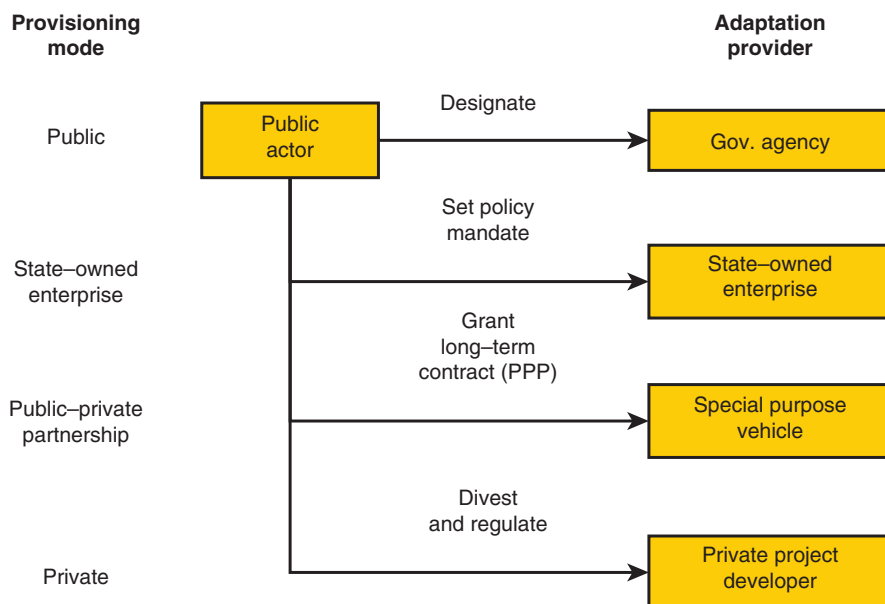 Provisioning
mode
Adaptation
provider
Public
Public
actor
Designate
Gov. agency
Set policy
mandate
State–owned
enterprise
State–owned
enterprise
Grant
long–term
contract (PPP)
Public–private
partnership
Special purpose
vehicle
Divest
and regulate
Private
Private project
developer